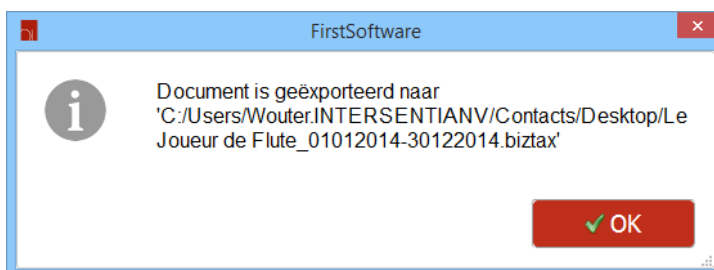 FirstSoftware
Document is geëxporteerd naar
'C:/Users/Wouter.INTERSENTIANV/Contacts/Desktop/Le
Joueur de Flute_01012014-30122014.biztax'
OK